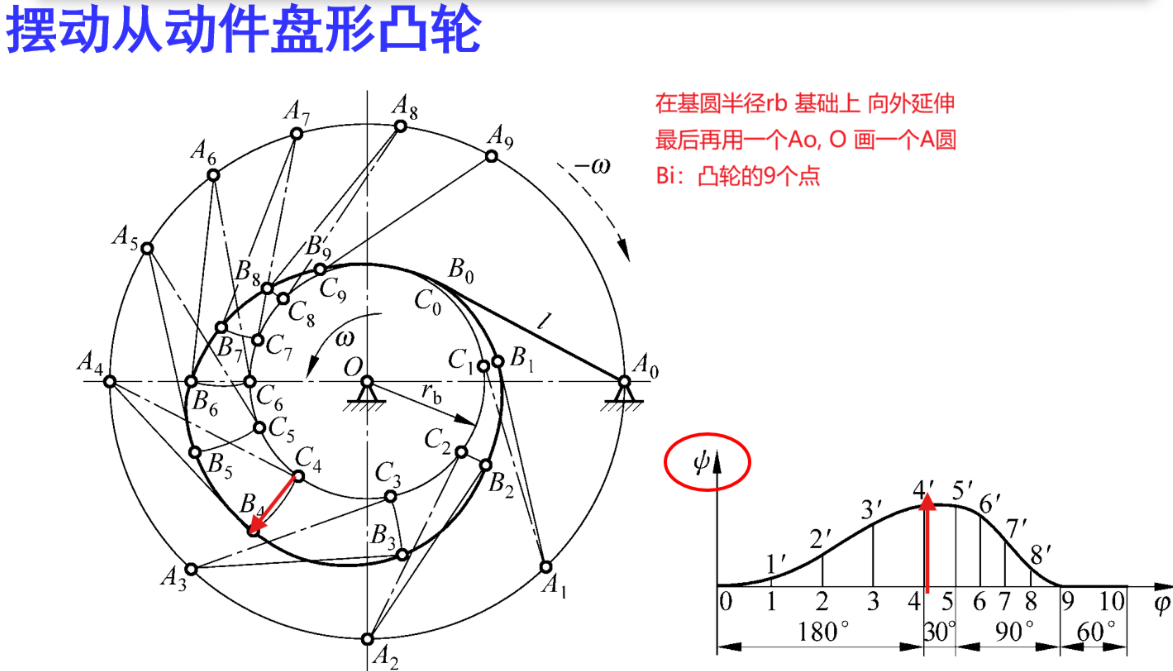 摆动从动件盘形凸轮
在基圆半径rb 基础上 向外延伸
最后再用一个Ao, O 画一个A圆
Bi：凸轮的9个点
A₇
A₈
A₉
A₆
−ω
A₅
B₉
B₈
B₀
C₉
C₀
C₈
l
ω
B₇
C₇
C₁
B₁
A₄
O
A₀
r_b
B₆
C₆
C₅
C₂
B₅
C₄
C₃
B₂
B₄
B₃
A₃
A₁
A₂
ψ
1′ 2′ 3′ 4′ 5′ 6′ 7′ 8′
0 1 2 3 4 5 6 7 8 9 10 φ
180° 30° 90° 60°